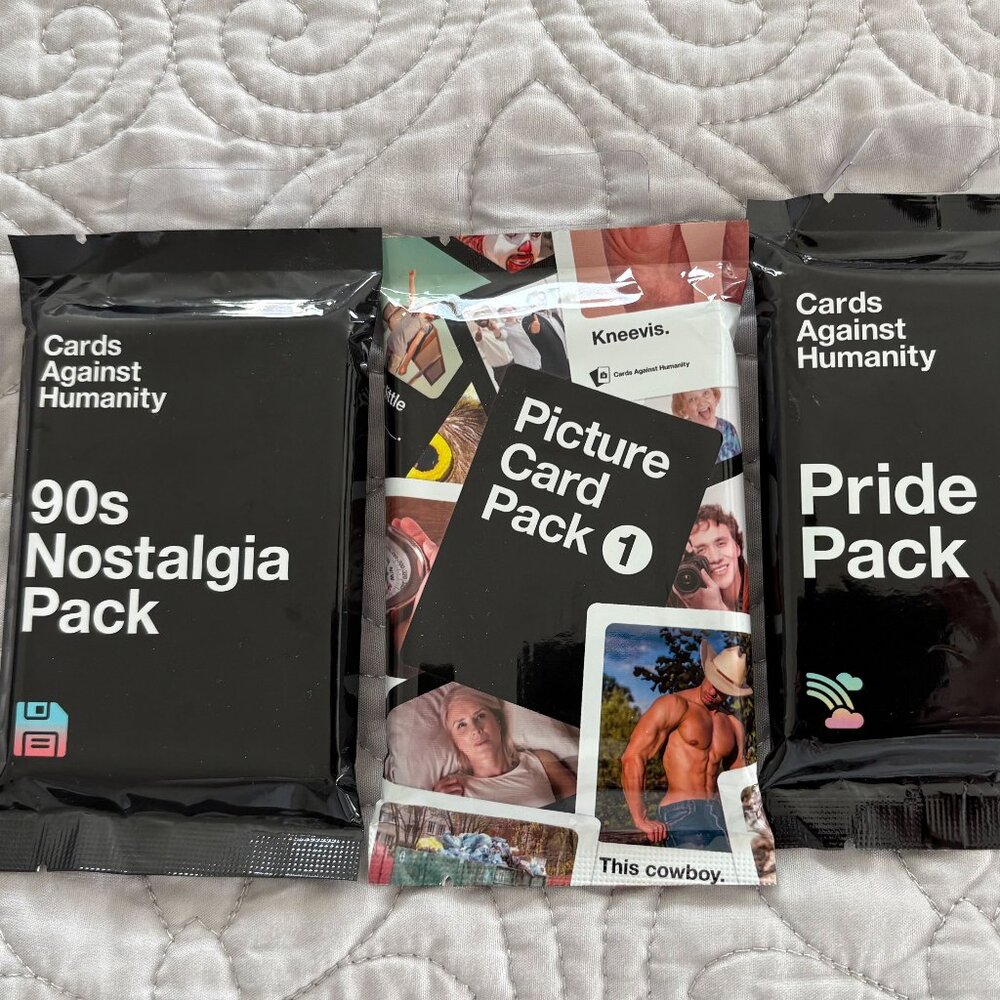 Cards
Against
Humanity
90s
Nostalgia
Pack
Kneevis.
Cards Against Humanity
Picture
Card
Pack 1
This cowboy.
Cards
Against
Humanity
Pride
Pack